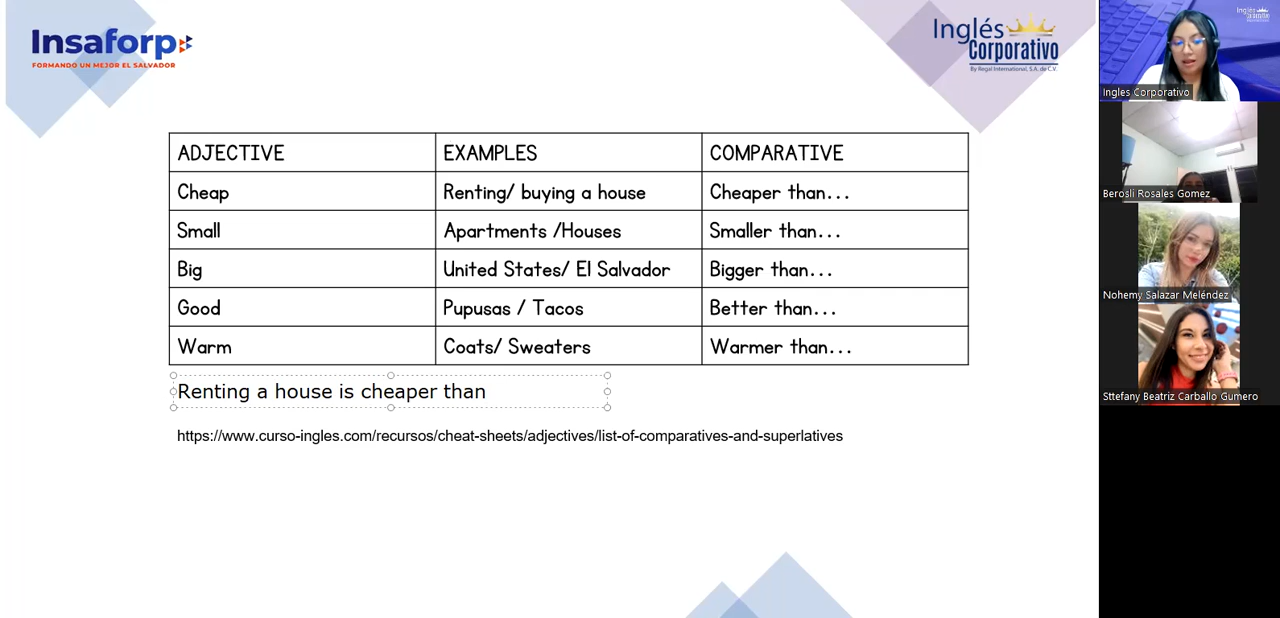 Insaforp
FORMANDO UN MEJOR EL SALVADOR
Inglés
Corporativo
By Regal International, S.A. de C.V.
ADJECTIVE EXAMPLES COMPARATIVE
Cheap Renting/ buying a house Cheaper than...
Small Apartments /Houses Smaller than...
Big United States/ El Salvador Bigger than...
Good Pupusas / Tacos Better than...
Warm Coats/ Sweaters Warmer than...
Renting a house is cheaper than
https://www.curso-ingles.com/recursos/cheat-sheets/adjectives/list-of-comparatives-and-superlatives
Inglés
Ingles Corporativo
Berosli Rosales Gomez
Nohemy Salazar Meléndez
Sttefany Beatriz Carballo Gumero